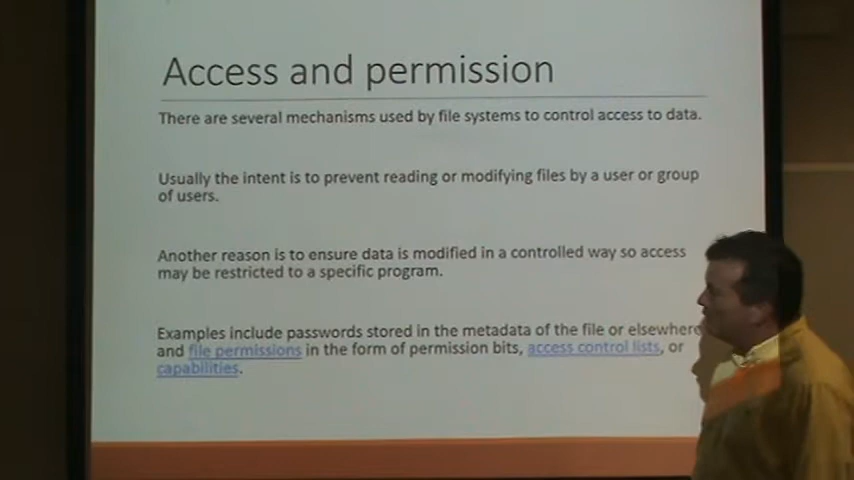 Access and permission
There are several mechanisms used by file systems to control access to data.
Usually the intent is to prevent reading or modifying files by a user or group
of users.
Another reason is to ensure data is modified in a controlled way so access
may be restricted to a specific program.
Examples include passwords stored in the metadata of the file or elsewhere
and file permissions in the form of permission bits, access control lists, or
capabilities.